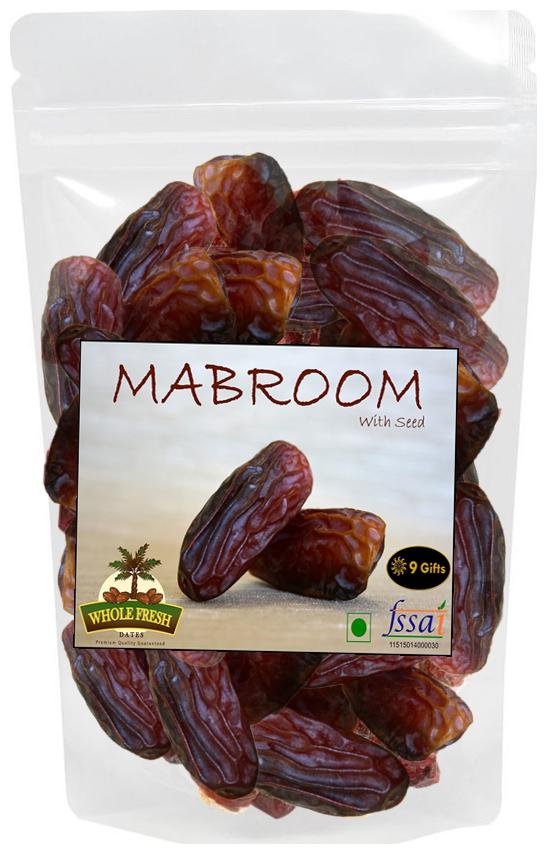 MABROOM
With Seed
9 Gifts
WHOLE FRESH
DATES
Premium Quality Guaranteed
fssai
11515014000030